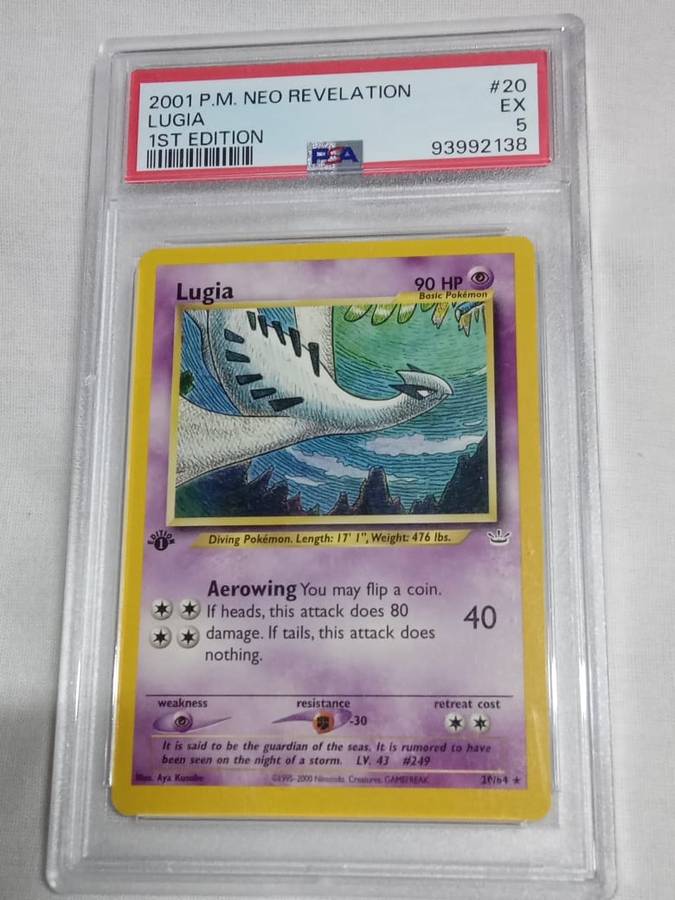 2001 P.M. NEO REVELATION #20
LUGIA EX
1ST EDITION 5
PSA 93992138
Lugia 90 HP
Basic Pokémon
EDITION
1
Diving Pokémon. Length: 17' 1", Weight: 476 lbs.
Aerowing You may flip a coin.
If heads, this attack does 80
damage. If tails, this attack does
nothing.
40
weakness resistance retreat cost
-30
It is said to be the guardian of the seas. It is rumored to have
been seen on the night of a storm. LV. 43 #249
Illus. Aya Kusube ©1995-2000 Nintendo, Creatures, GAMEFREAK. 20/64 ★